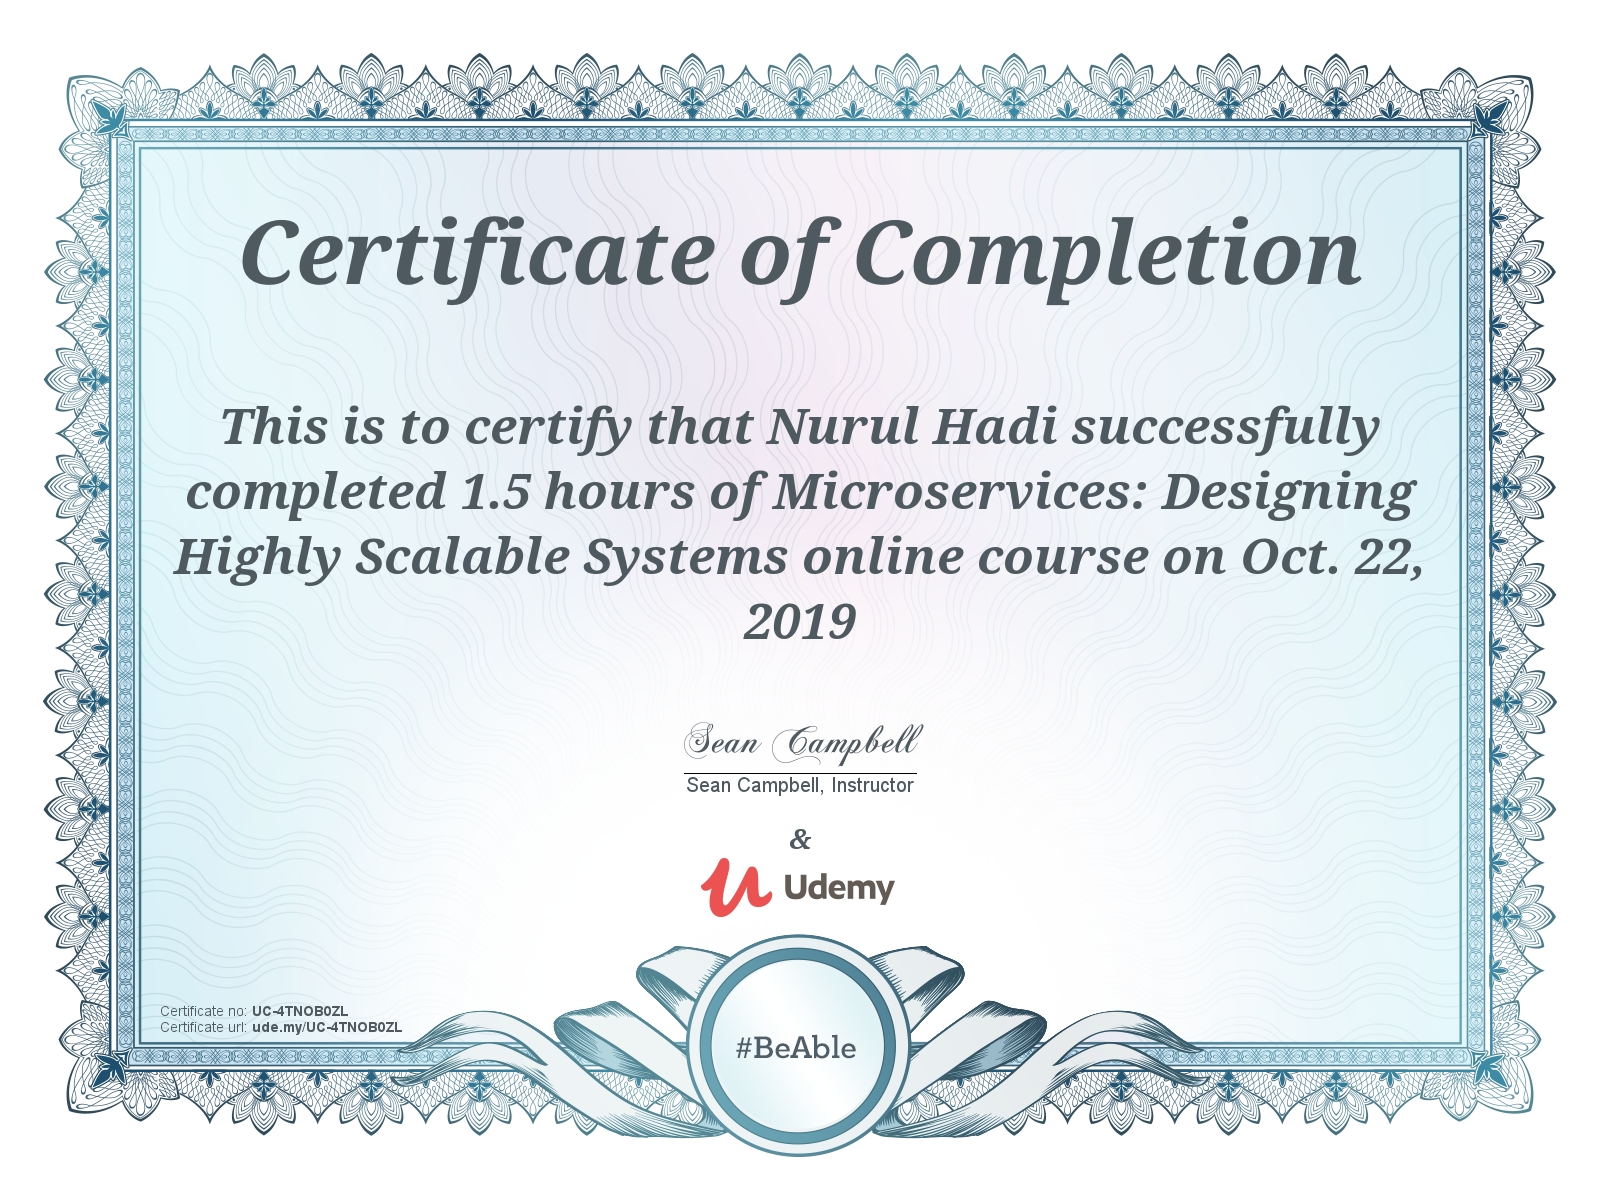 Certificate of Completion
This is to certify that Nurul Hadi successfully
completed 1.5 hours of Microservices: Designing
Highly Scalable Systems online course on Oct. 22,
2019
Sean Campbell
Sean Campbell, Instructor
&
Udemy
Certificate no: UC-4TNOB0ZL
Certificate url: ude.my/UC-4TNOB0ZL
#BeAble